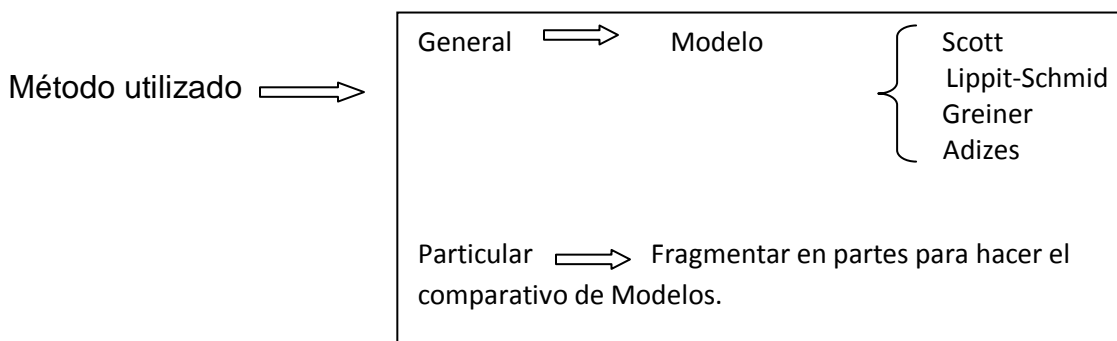 General Modelo Scott
Método utilizado Lippit-Schmid
Greiner
Adizes
Particular Fragmentar en partes para hacer el
comparativo de Modelos.